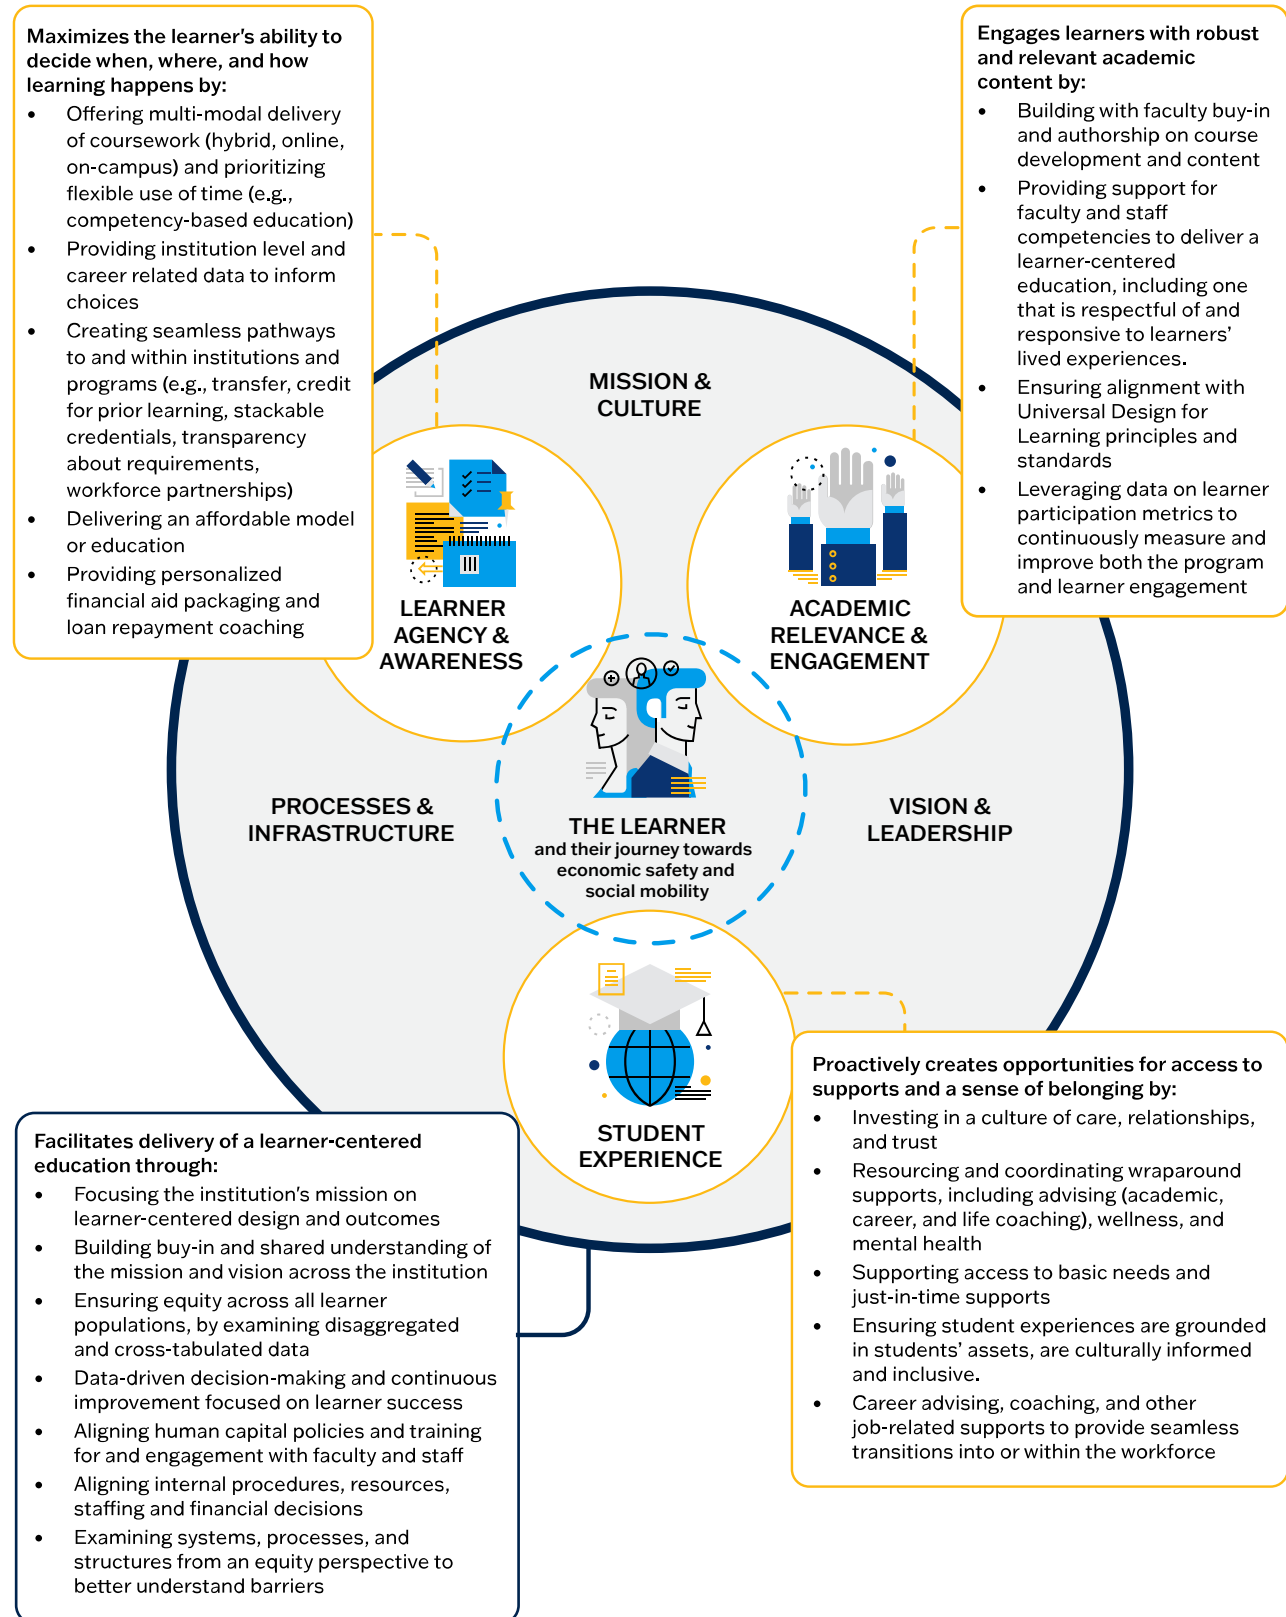 Maximizes the learner's ability to
decide when, where, and how
learning happens by:
• Offering multi-modal delivery
of coursework (hybrid, online,
on-campus) and prioritizing
flexible use of time (e.g.,
competency-based education)
• Providing institution level and
career related data to inform
choices
• Creating seamless pathways
to and within institutions and
programs (e.g., transfer, credit
for prior learning, stackable
credentials, transparency
about requirements,
workforce partnerships)
• Delivering an affordable model
or education
• Providing personalized
financial aid packaging and
loan repayment coaching
Engages learners with robust
and relevant academic
content by:
• Building with faculty buy-in
and authorship on course
development and content
• Providing support for
faculty and staff
competencies to deliver a
learner-centered
education, including one
that is respectful of and
responsive to learners’
lived experiences.
• Ensuring alignment with
Universal Design for
Learning principles and
standards
• Leveraging data on learner
participation metrics to
continuously measure and
improve both the program
and learner engagement
MISSION &
CULTURE
LEARNER
AGENCY &
AWARENESS
ACADEMIC
RELEVANCE &
ENGAGEMENT
PROCESSES &
INFRASTRUCTURE
THE LEARNER
and their journey towards
economic safety and
social mobility
VISION &
LEADERSHIP
STUDENT
EXPERIENCE
Proactively creates opportunities for access to
supports and a sense of belonging by:
• Investing in a culture of care, relationships,
and trust
• Resourcing and coordinating wraparound
supports, including advising (academic,
career, and life coaching), wellness, and
mental health
• Supporting access to basic needs and
just-in-time supports
• Ensuring student experiences are grounded
in students’ assets, are culturally informed
and inclusive.
• Career advising, coaching, and other
job-related supports to provide seamless
transitions into or within the workforce
Facilitates delivery of a learner-centered
education through:
• Focusing the institution’s mission on
learner-centered design and outcomes
• Building buy-in and shared understanding of
the mission and vision across the institution
• Ensuring equity across all learner
populations, by examining disaggregated
and cross-tabulated data
• Data-driven decision-making and continuous
improvement focused on learner success
• Aligning human capital policies and training
for and engagement with faculty and staff
• Aligning internal procedures, resources,
staffing and financial decisions
• Examining systems, processes, and
structures from an equity perspective to
better understand barriers